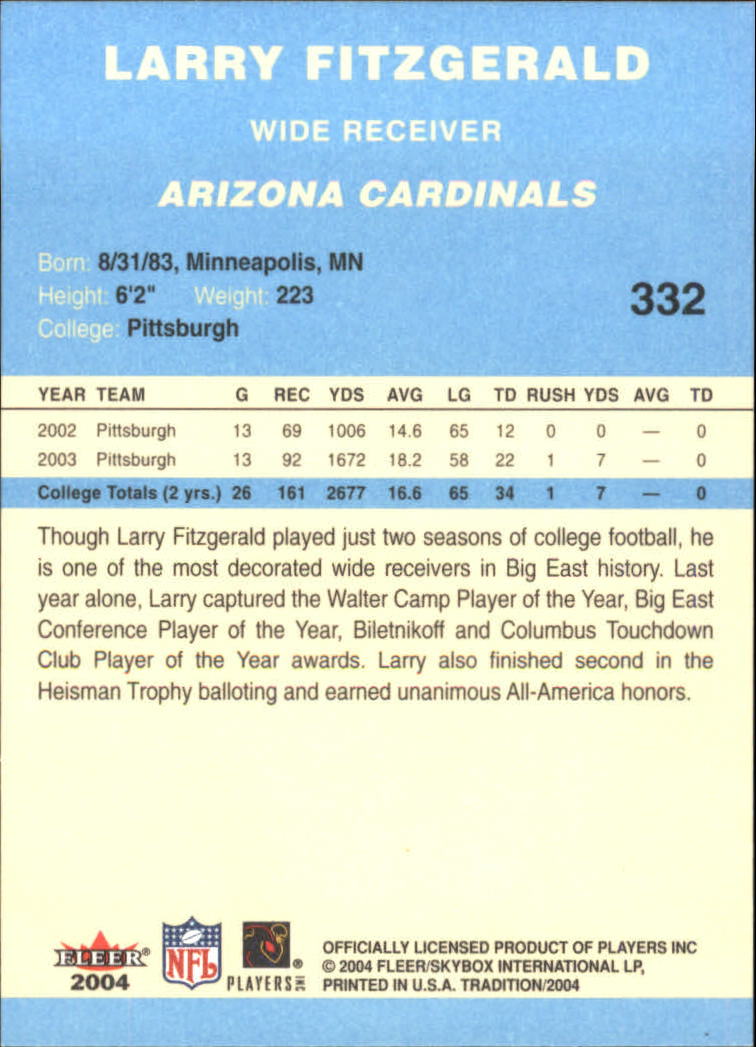 LARRY FITZGERALD
WIDE RECEIVER
ARIZONA CARDINALS
Born: 8/31/83, Minneapolis, MN
Height: 6'2" Weight: 223
332
College: Pittsburgh
YEAR TEAM G REC YDS AVG LG TD RUSH YDS AVG TD
2002 Pittsburgh 13 69 1006 14.6 65 12 0 0 — 0
2003 Pittsburgh 13 92 1672 18.2 58 22 1 7 — 0
College Totals (2 yrs.) 26 161 2677 16.6 65 34 1 7 — 0
Though Larry Fitzgerald played just two seasons of college football, he
is one of the most decorated wide receivers in Big East history. Last
year alone, Larry captured the Walter Camp Player of the Year, Big East
Conference Player of the Year, Biletnikoff and Columbus Touchdown
Club Player of the Year awards. Larry also finished second in the
Heisman Trophy balloting and earned unanimous All-America honors.
FLEER®
2004
NFL
®
PLAYERS INC
OFFICIALLY LICENSED PRODUCT OF PLAYERS INC
© 2004 FLEER/SKYBOX INTERNATIONAL LP,
PRINTED IN U.S.A. TRADITION/2004